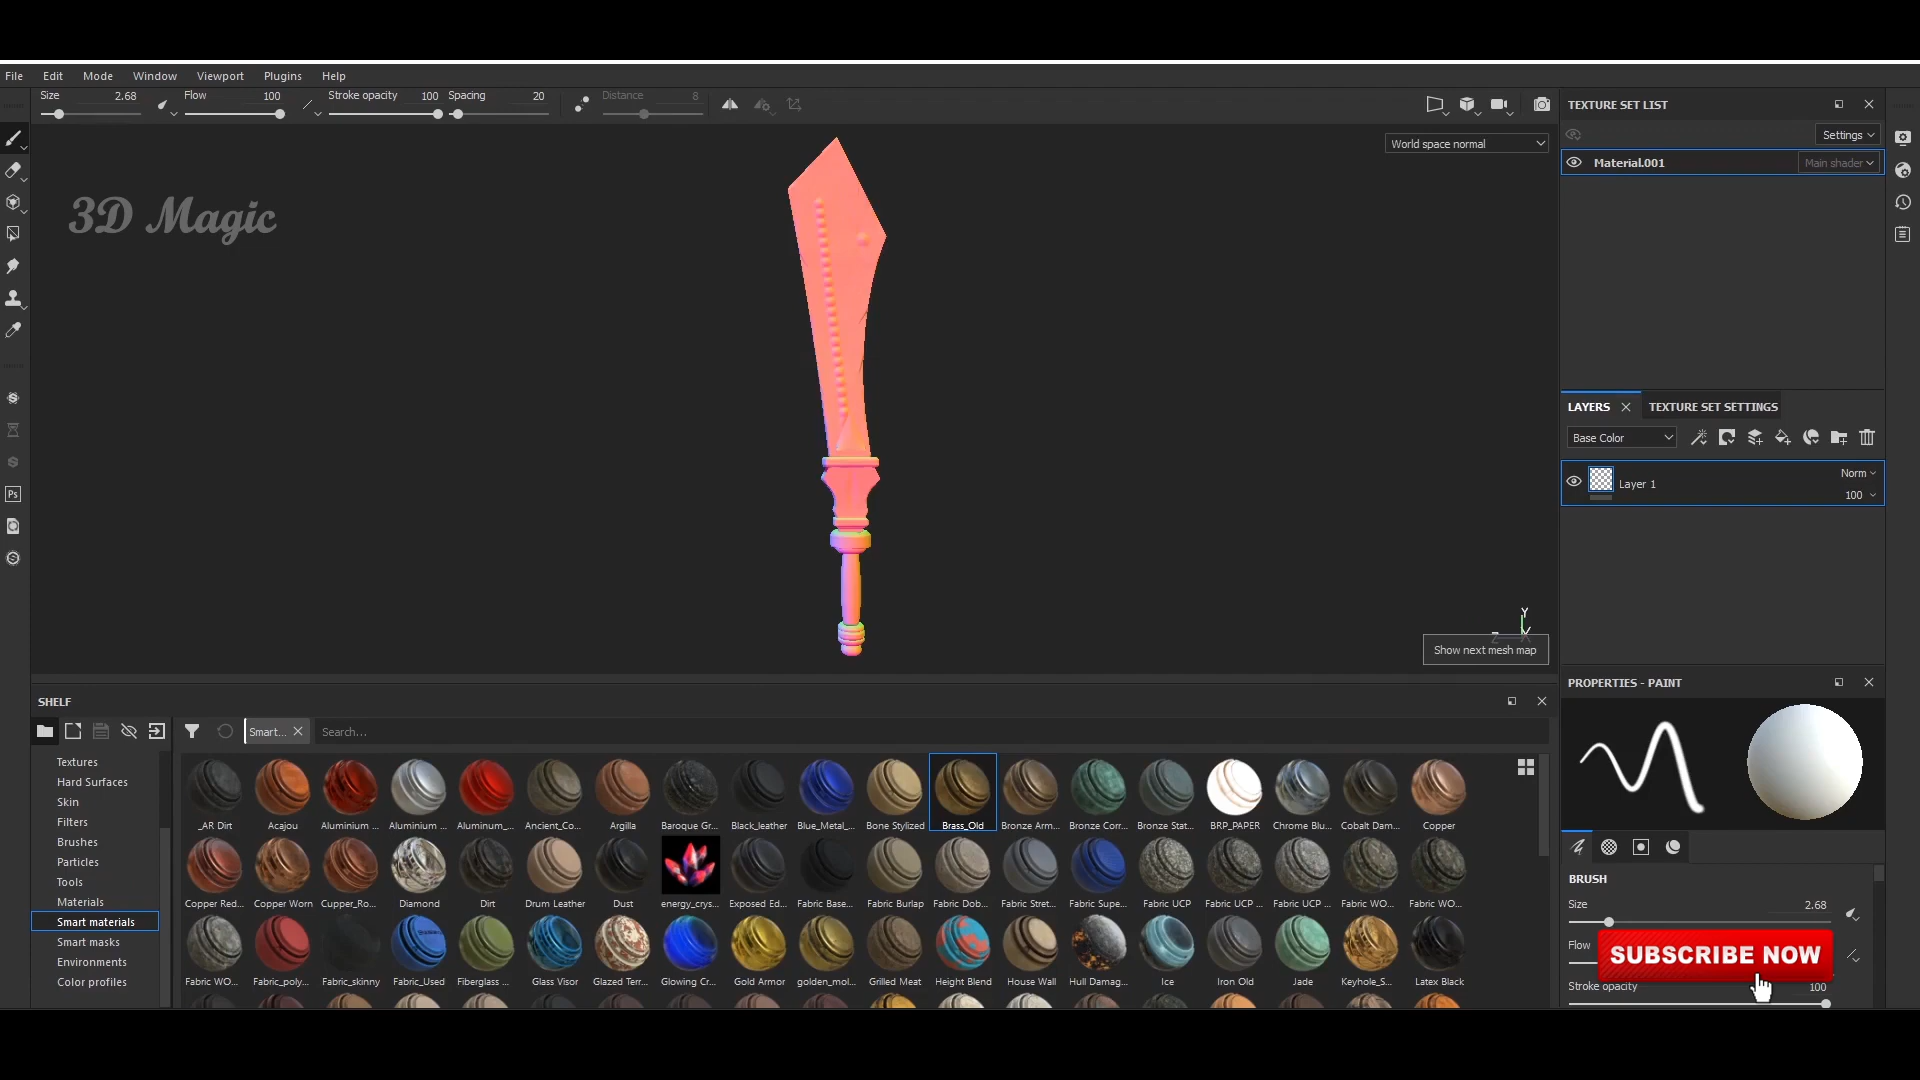 File Edit Mode Window Viewport Plugins Help
Size 2.68 Flow 100 Stroke opacity 100 Spacing 20 Distance 8
World space normal
3D Magic
Y
Z
Show next mesh map
TEXTURE SET LIST
Settings
Material.001 Main shader
LAYERS TEXTURE SET SETTINGS
Base Color
Ps
Layer 1 Norm
100
PROPERTIES - PAINT
BRUSH
Size 2.68
Flow
SUBSCRIBE NOW
Stroke opacity 100
SHELF
Smart... Search...
Textures
Hard Surfaces
Skin
Filters
Brushes
Particles
Tools
Materials
Smart materials
Smart masks
Environments
Color profiles
_AR Dirt Acajou Aluminium ... Aluminium ... Aluminum_... Ancient_Co... Argilla Baroque Gr... Black_leather Blue_Metal_... Bone Stylized Brass_Old Bronze Arm... Bronze Corr... Bronze Stat... BRP_PAPER Chrome Blu... Cobalt Dam... Copper
Copper Red... Copper Worn Cupper_Ro... Diamond Dirt Drum Leather Dust energy_crys... Exposed Ed... Fabric Base... Fabric Burlap Fabric Dob... Fabric Stret... Fabric Supe... Fabric UCP Fabric UCP ... Fabric UCP ... Fabric WO... Fabric WO...
Fabric WO... Fabric_poly... Fabric_skinny Fabric_Used Fiberglass ... Glass Visor Glazed Terr... Glowing Cr... Gold Armor golden_mol... Grilled Meat Height Blend House Wall Hull Damag... Ice Iron Old Jade Keyhole_S... Latex Black